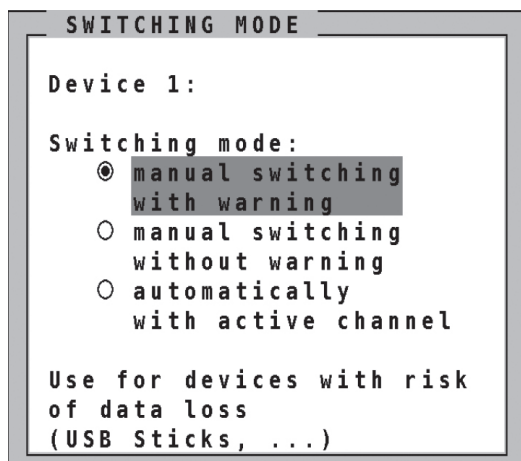 SWITCHING MODE
Device 1:
Switching mode:
manual switching
with warning
manual switching
without warning
automatically
with active channel
Use for devices with risk
of data loss
(USB Sticks, ...)